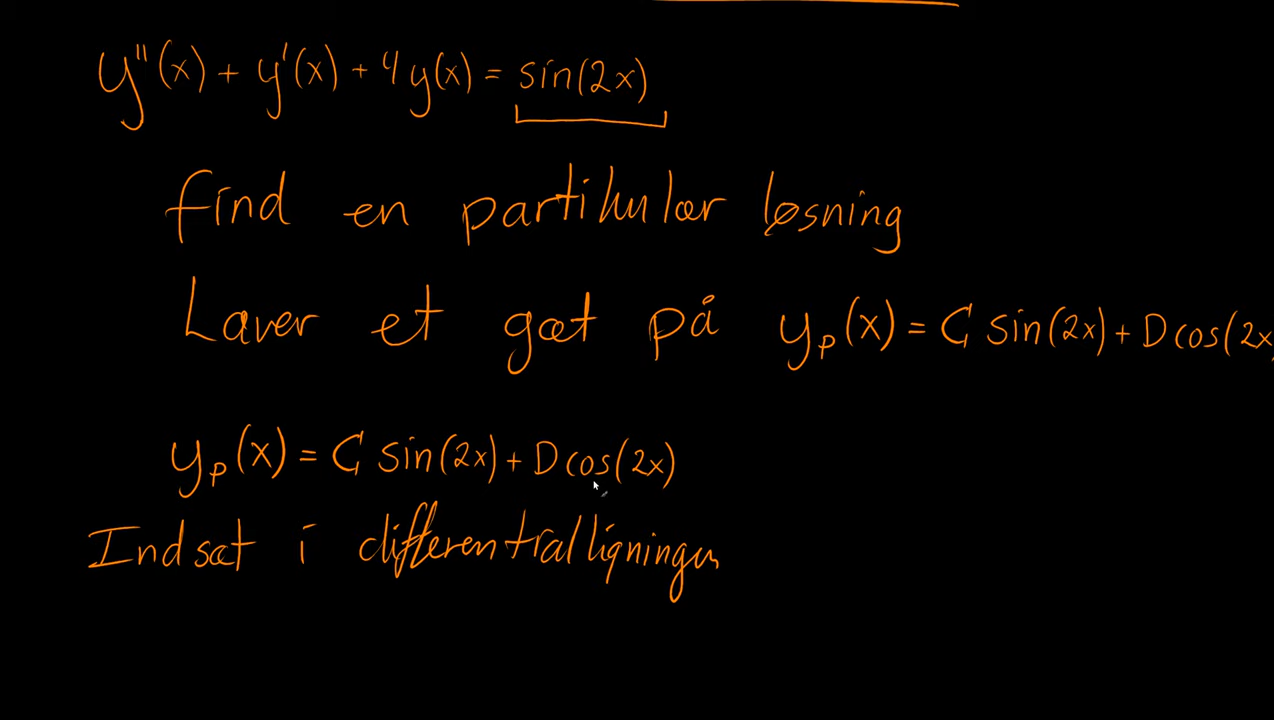 y''(x) + y'(x) + 4y(x) = sin(2x)
find en partikulær løsning
Laver et gæt på y_p(x) = C sin(2x) + D cos(2x
y_p(x) = C sin(2x) + D cos(2x)
Indsæt i differentialligningen